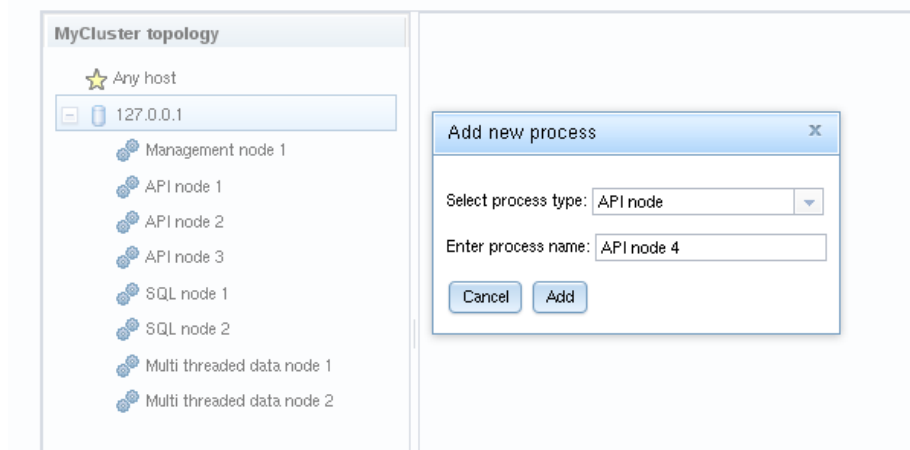 MyCluster topology
Any host
127.0.0.1
Management node 1
API node 1
API node 2
API node 3
SQL node 1
SQL node 2
Multi threaded data node 1
Multi threaded data node 2
Add new process x
Select process type: API node
Enter process name: API node 4
Cancel Add